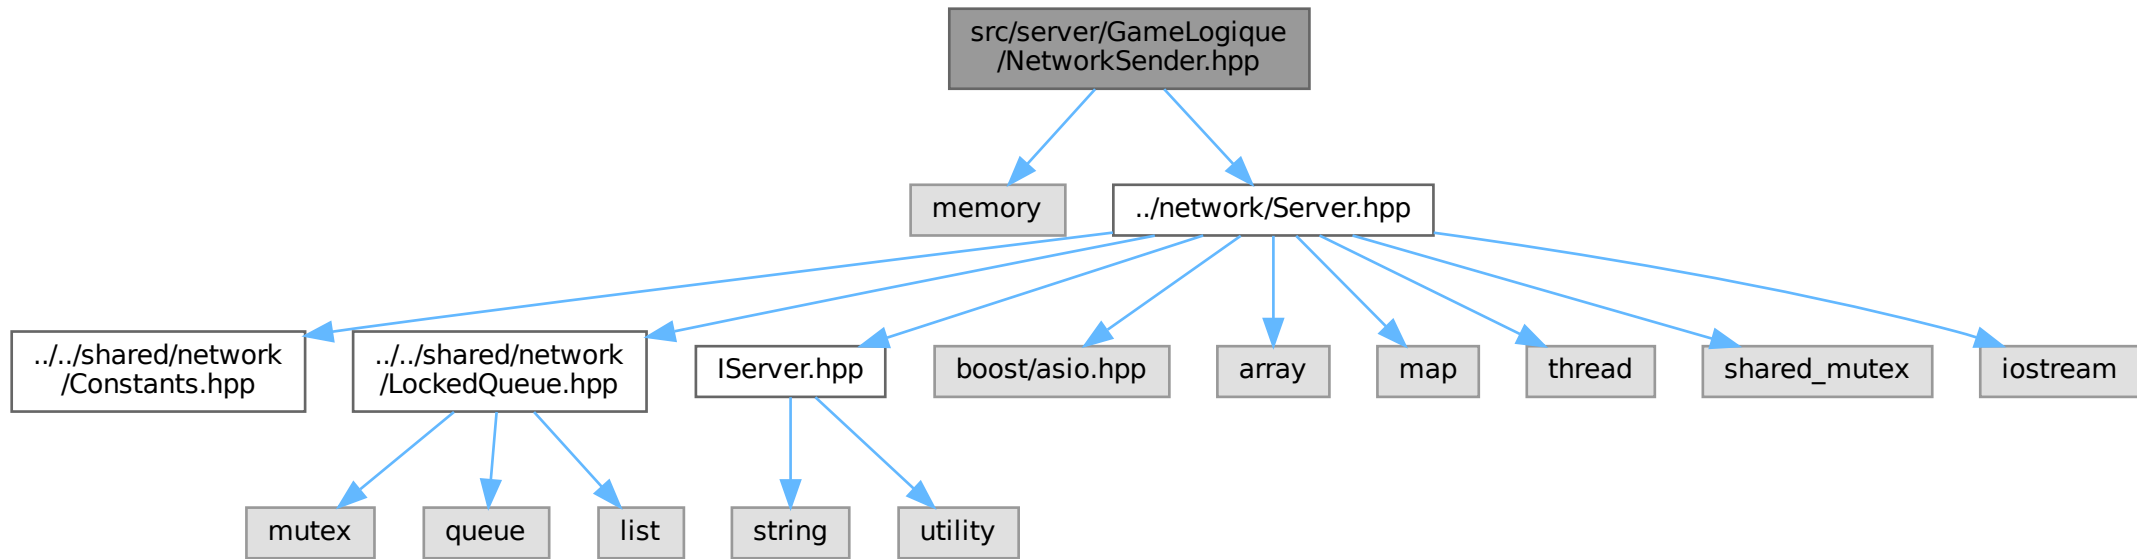 src/server/GameLogique
/NetworkSender.hpp
memory
../network/Server.hpp
../../shared/network
/Constants.hpp
../../shared/network
/LockedQueue.hpp
IServer.hpp
boost/asio.hpp
array
map
thread
shared_mutex
iostream
mutex
queue
list
string
utility